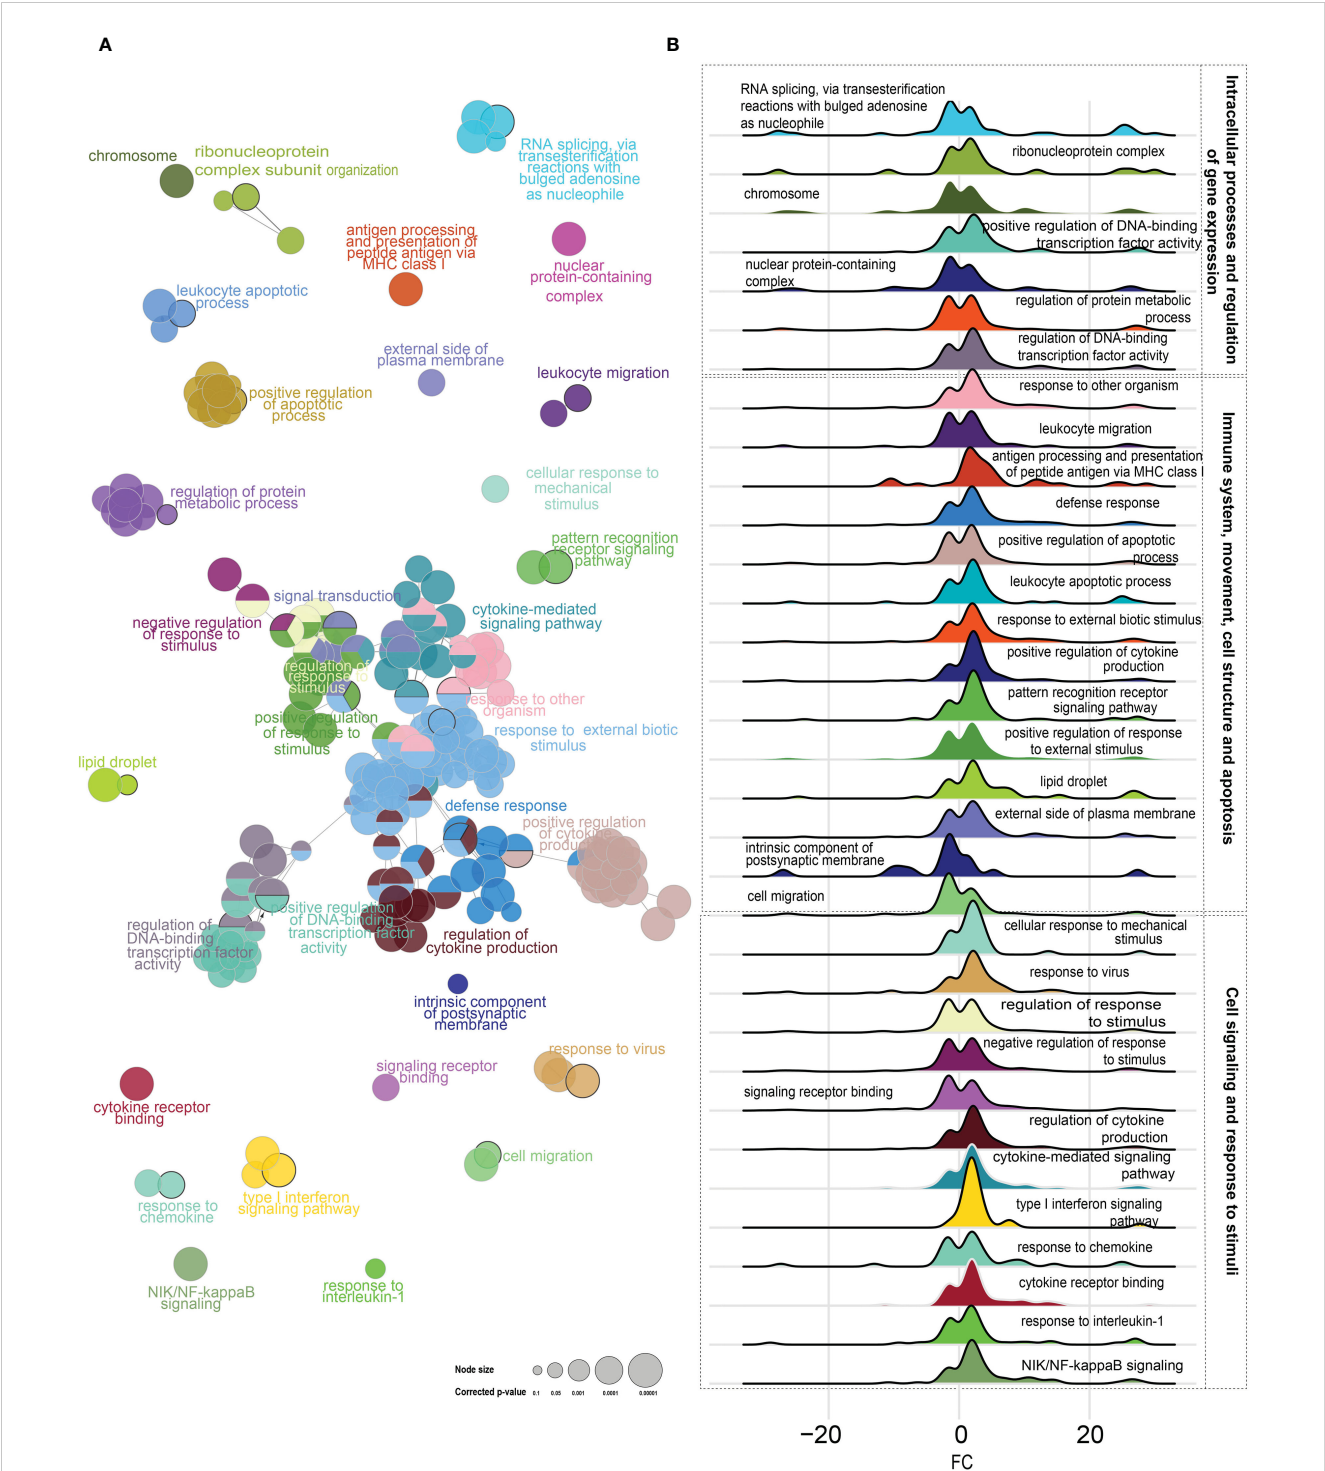 A
chromosome
ribonucleoprotein
complex subunit organization
RNA splicing, via
transesterification
reactions with
bulged adenosine
as nucleophile
antigen processing
and presentation of
peptide antigen via
MHC class I
nuclear
protein-containing
complex
leukocyte apoptotic
process
external side of
plasma membrane
leukocyte migration
positive regulation
of apoptotic
process
cellular response to
mechanical
stimulus
regulation of protein
metabolic process
pattern recognition
receptor signaling
pathway
signal transduction
cytokine-mediated
signaling pathway
negative regulation
of response to
stimulus
regulation of
response to
stimulus
response to other
organism
positive regulation
of response to
stimulus
response to external biotic
stimulus
lipid droplet
defense response
positive regulation
of cytokine
production
positive regulation
of DNA-binding
transcription factor
activity
regulation of
DNA-binding
transcription factor
activity
regulation of
cytokine production
intrinsic component
of postsynaptic
membrane
response to virus
signaling receptor
binding
cytokine receptor
binding
cell migration
type I interferon
signaling pathway
response to
chemokine
NIK/NF-kappaB
signaling
response to
interleukin-1
Node size
Corrected p-value 0.1 0.05 0.001 0.0001 0.00001
B
RNA splicing, via transesterification
reactions with bulged adenosine
as nucleophile
ribonucleoprotein complex
chromosome
positive regulation of DNA-binding
transcription factor activity
nuclear protein-containing
complex
regulation of protein metabolic
process
regulation of DNA-binding
transcription factor activity
Intracellular processes and regulation
of gene expression
response to other organism
leukocyte migration
antigen processing and presentation
of peptide antigen via MHC class I
defense response
positive regulation of apoptotic
process
leukocyte apoptotic process
response to external biotic stimulus
positive regulation of cytokine
production
pattern recognition receptor
signaling pathway
positive regulation of response
to external stimulus
lipid droplet
external side of plasma membrane
intrinsic component of
postsynaptic membrane
cell migration
Immune system, movement, cell structure and apoptosis
cellular response to mechanical
stimulus
response to virus
regulation of response
to stimulus
negative regulation of response
to stimulus
signaling receptor binding
regulation of cytokine
production
cytokine-mediated signaling
pathway
type I interferon signaling
pathway
response to chemokine
cytokine receptor binding
response to interleukin-1
NIK/NF-kappaB signaling
Cell signaling and response to stimuli
−20 0 20
FC